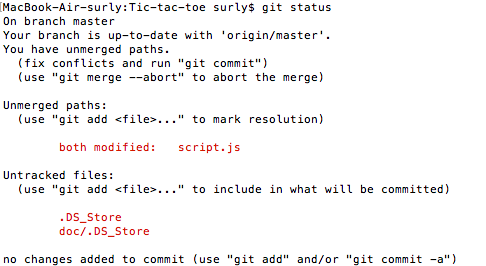 MacBook-Air-surly:Tic-tac-toe surly$ git status
On branch master
Your branch is up-to-date with 'origin/master'.
You have unmerged paths.
  (fix conflicts and run "git commit")
  (use "git merge --abort" to abort the merge)

Unmerged paths:
  (use "git add <file>..." to mark resolution)

        both modified:   script.js

Untracked files:
  (use "git add <file>..." to include in what will be committed)

        .DS_Store
        doc/.DS_Store

no changes added to commit (use "git add" and/or "git commit -a")